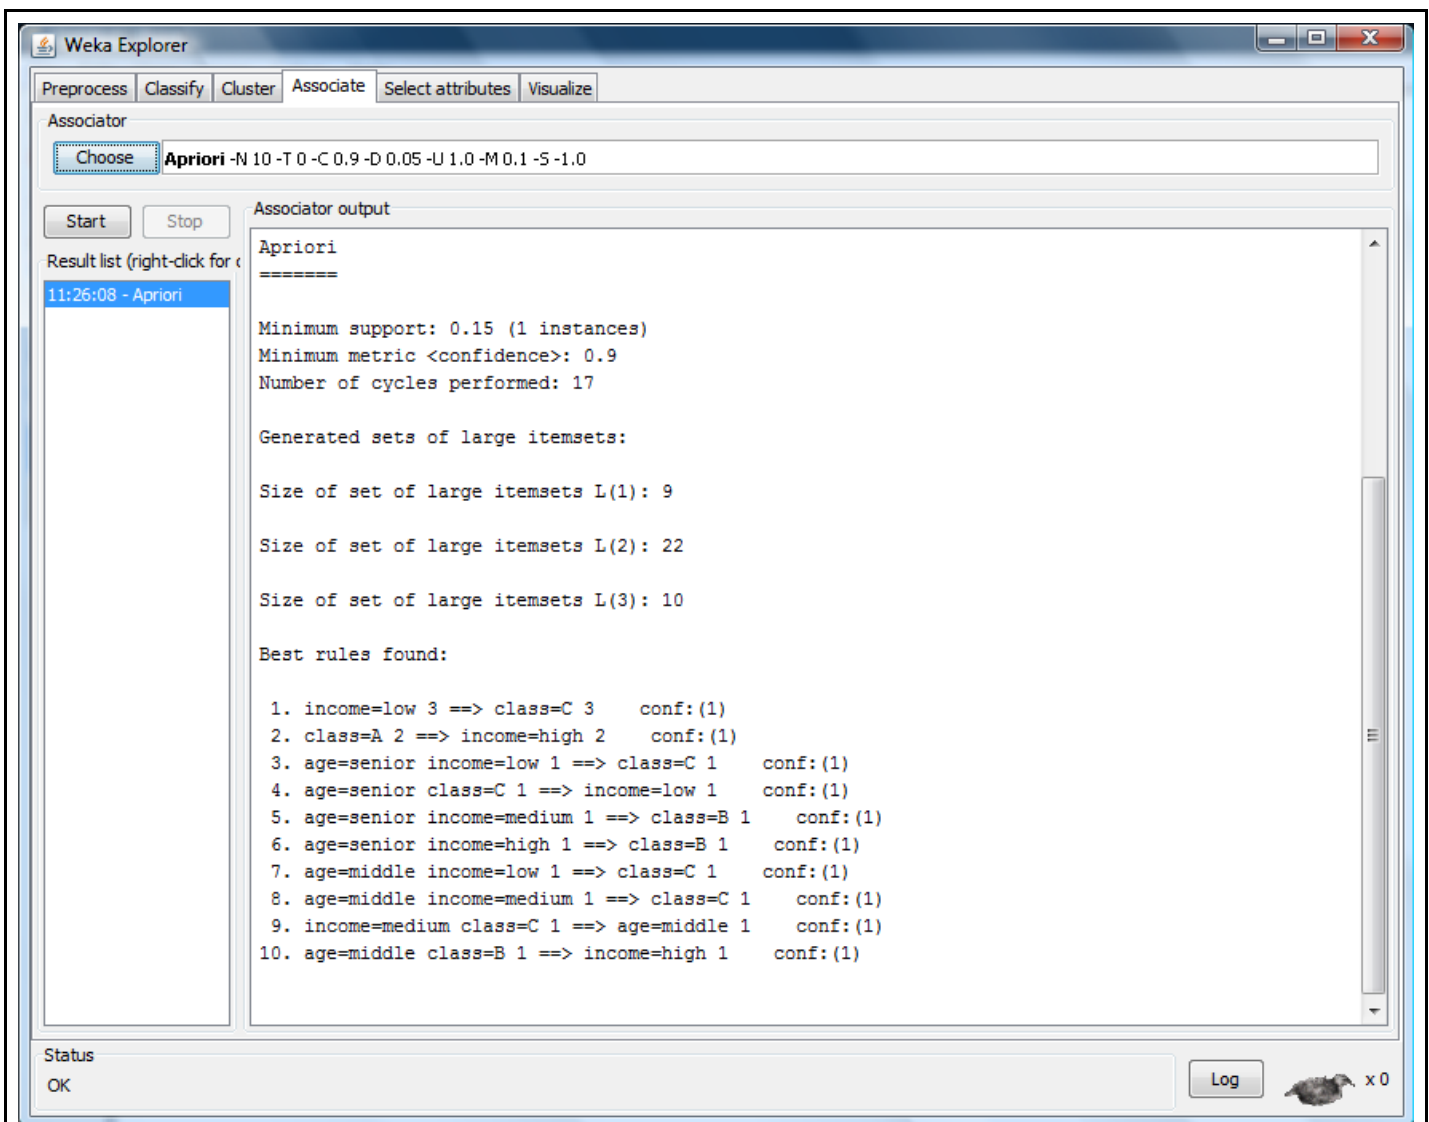 Weka Explorer
Preprocess Classify Cluster Associate Select attributes Visualize
Associator
Choose Apriori -N 10 -T 0 -C 0.9 -D 0.05 -U 1.0 -M 0.1 -S -1.0
Start Stop
Result list (right-click for
11:26:08 - Apriori
Associator output
Apriori
=======
Minimum support: 0.15 (1 instances)
Minimum metric <confidence>: 0.9
Number of cycles performed: 17
Generated sets of large itemsets:
Size of set of large itemsets L(1): 9
Size of set of large itemsets L(2): 22
Size of set of large itemsets L(3): 10
Best rules found:
1. income=low 3 ==> class=C 3 conf:(1)
2. class=A 2 ==> income=high 2 conf:(1)
3. age=senior income=low 1 ==> class=C 1 conf:(1)
4. age=senior class=C 1 ==> income=low 1 conf:(1)
5. age=senior income=medium 1 ==> class=B 1 conf:(1)
6. age=senior income=high 1 ==> class=B 1 conf:(1)
7. age=middle income=low 1 ==> class=C 1 conf:(1)
8. age=middle income=medium 1 ==> class=C 1 conf:(1)
9. income=medium class=C 1 ==> age=middle 1 conf:(1)
10. age=middle class=B 1 ==> income=high 1 conf:(1)
Status
OK
Log x 0